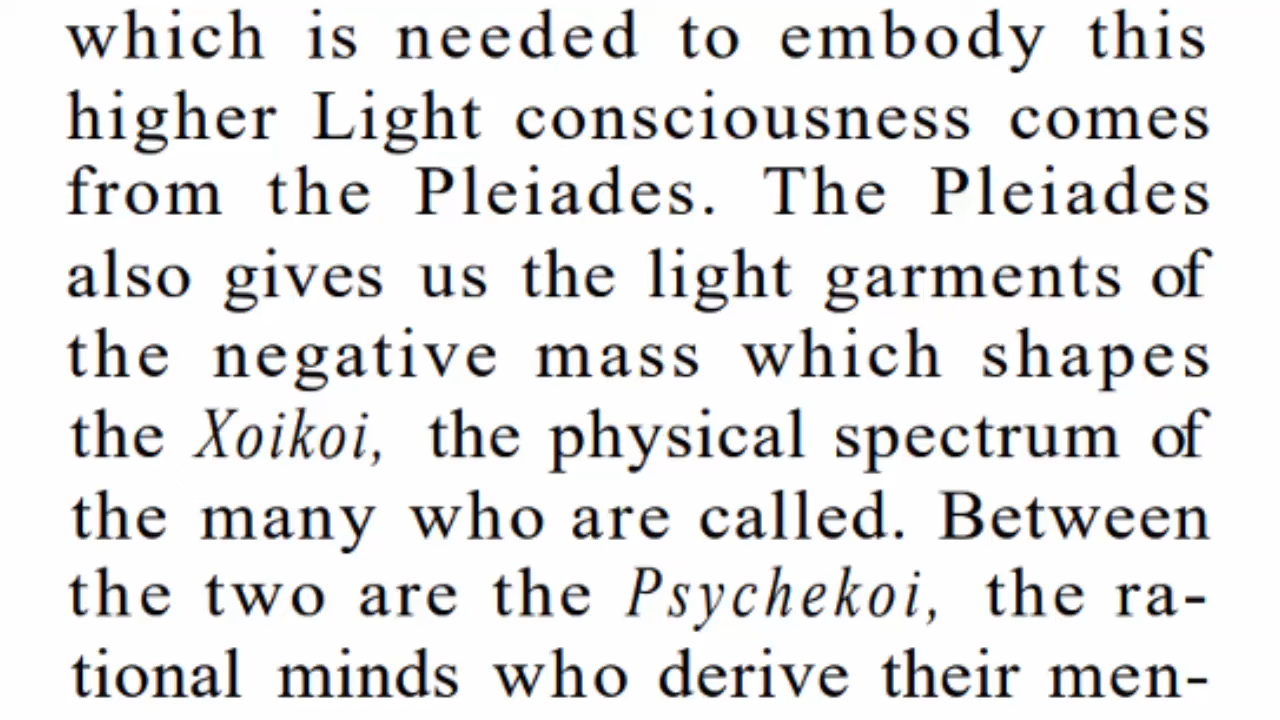 which is needed to embody this
higher Light consciousness comes
from the Pleiades. The Pleiades
also gives us the light garments of
the negative mass which shapes
the Xoikoi, the physical spectrum of
the many who are called. Between
the two are the Psychekoi, the ra-
tional minds who derive their men-